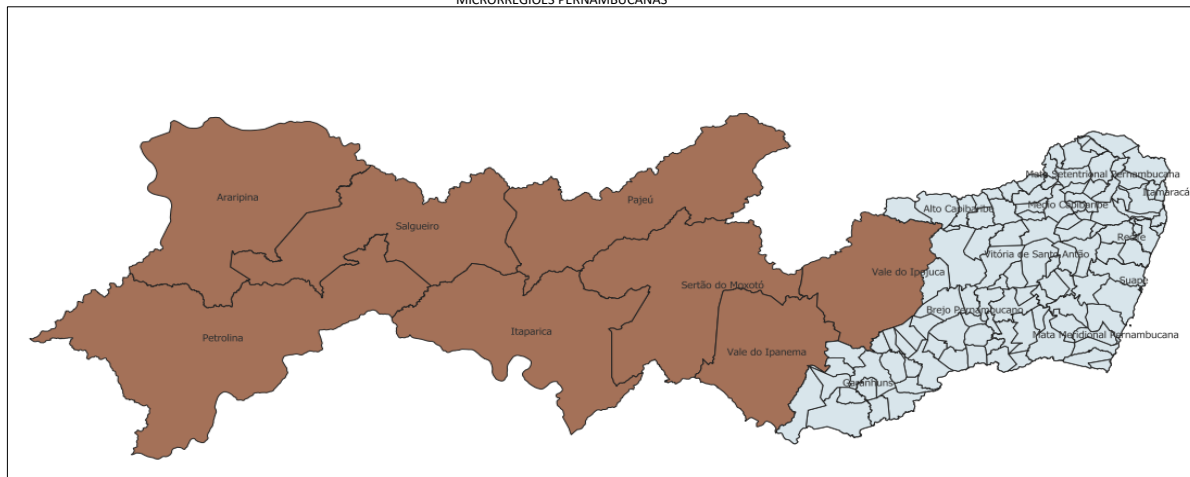 MICRORREGIÕES PERNAMBUCANAS
Araripina
Salgueiro
Pajeú
Petrolina
Itaparica
Sertão do Moxotó
Vale do Ipanema
Vale do Ipojuca
Alto Capibaribe
Mata Setentrional Pernambucana
Itamaracá
Médio Capibaribe
Recife
Vitória de Santo Antão
Suape
Brejo Pernambucano
Mata Meridional Pernambucana
Garanhuns